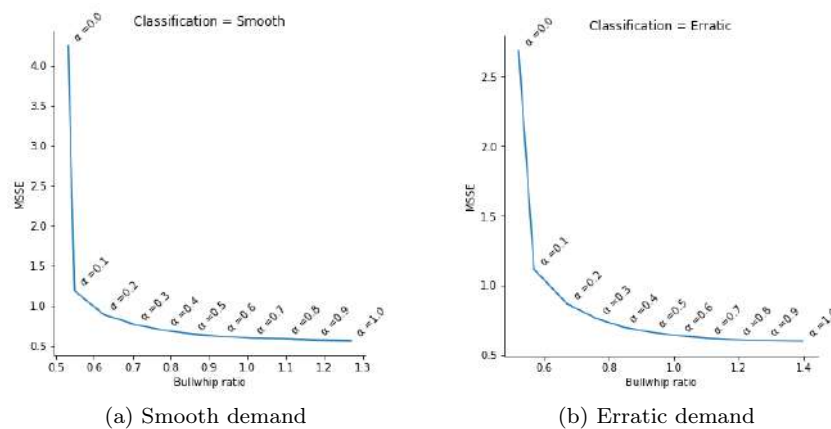 Classification = Smooth
α =0.0
4.0
3.5
3.0
2.5
2.0
1.5
1.0
0.5
MSSE
α =0.1
α =0.2
α =0.3
α =0.4
α =0.5
α =0.6
α =0.7
α =0.8
α =0.9
α =1.0
0.5 0.6 0.7 0.8 0.9 1.0 1.1 1.2 1.3
Bullwhip ratio
(a) Smooth demand
Classification = Erratic
α =0.0
2.5
2.0
1.5
1.0
0.5
MSSE
α =0.1
α =0.2
α =0.3
α =0.4
α =0.5
α =0.6
α =0.7
α =0.8
α =0.9
α =1.0
0.6 0.8 1.0 1.2 1.4
Bullwhip ratio
(b) Erratic demand